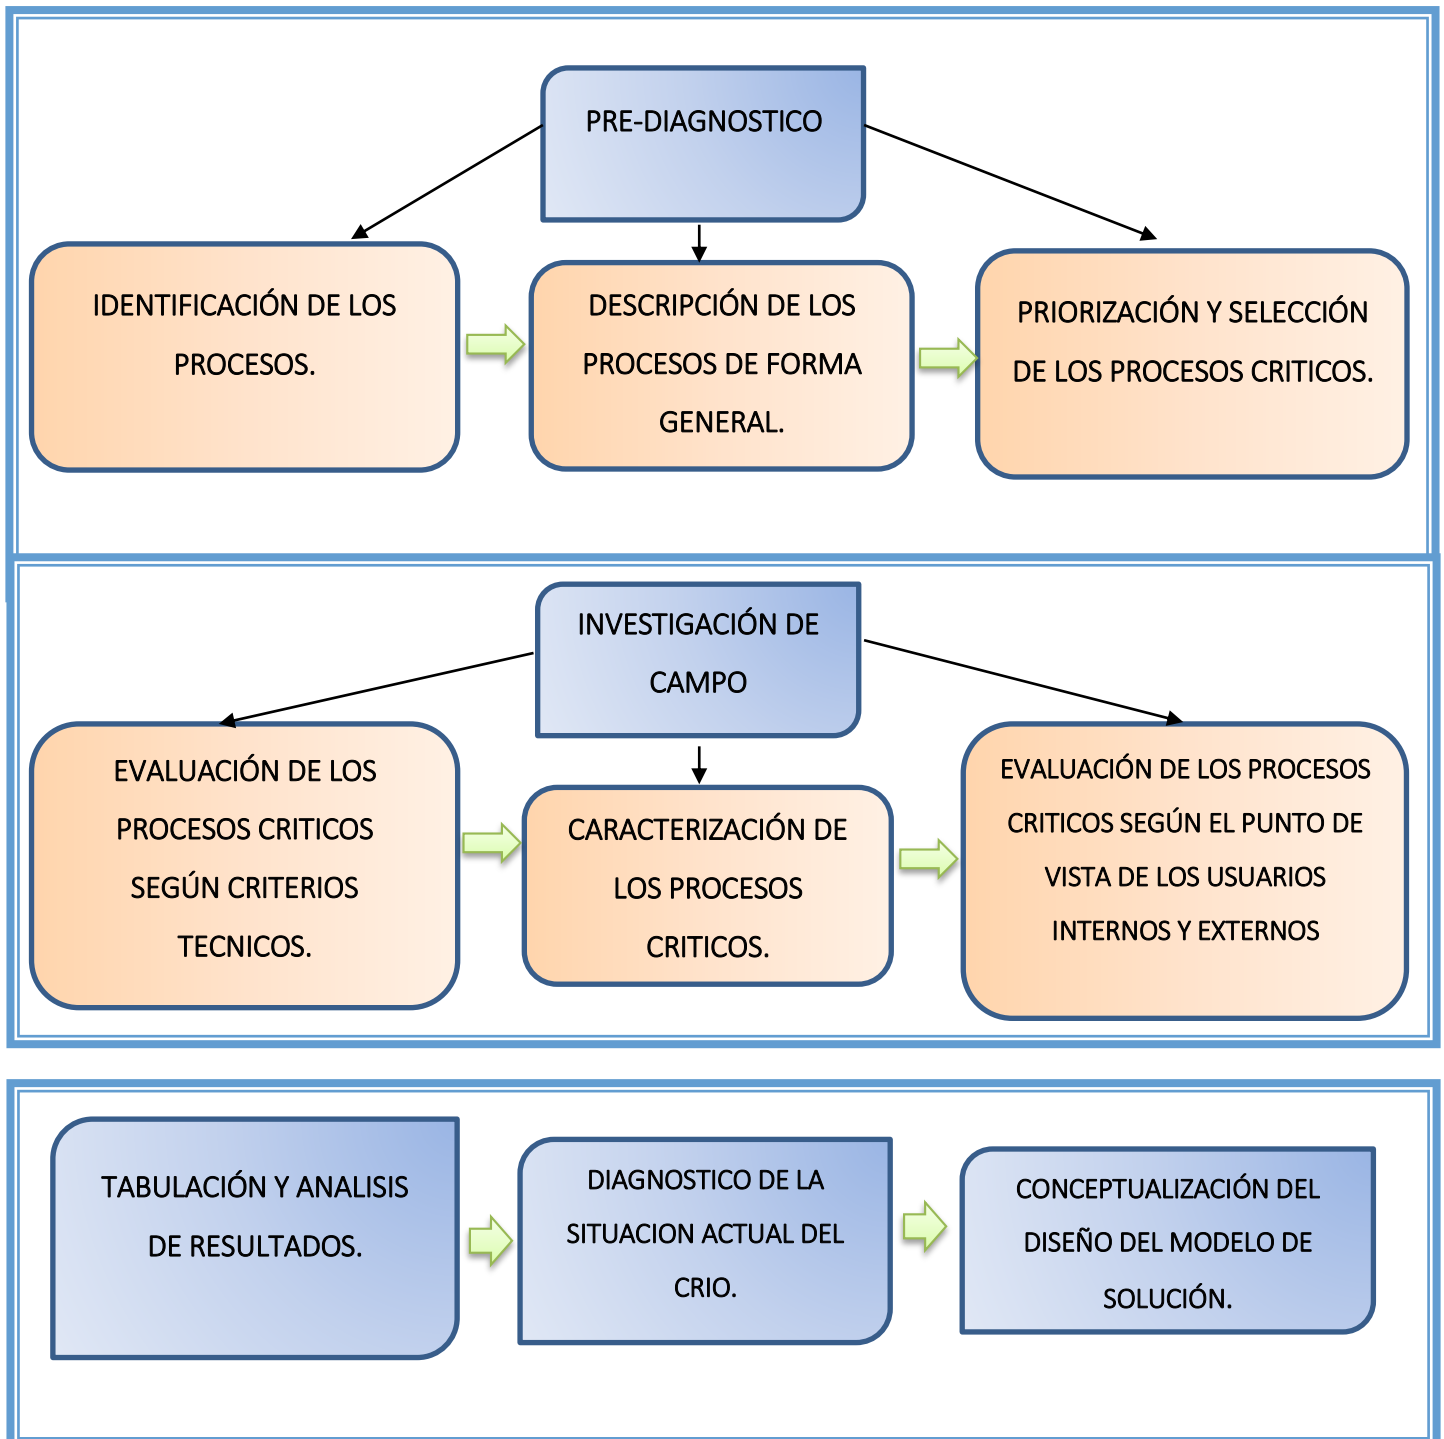 PRE-DIAGNOSTICO
IDENTIFICACIÓN DE LOS
PROCESOS.
DESCRIPCIÓN DE LOS
PROCESOS DE FORMA
GENERAL.
PRIORIZACIÓN Y SELECCIÓN
DE LOS PROCESOS CRITICOS.
INVESTIGACIÓN DE
CAMPO
EVALUACIÓN DE LOS
PROCESOS CRITICOS
SEGÚN CRITERIOS
TECNICOS.
CARACTERIZACIÓN DE
LOS PROCESOS
CRITICOS.
EVALUACIÓN DE LOS PROCESOS
CRITICOS SEGÚN EL PUNTO DE
VISTA DE LOS USUARIOS
INTERNOS Y EXTERNOS
TABULACIÓN Y ANALISIS
DE RESULTADOS.
DIAGNOSTICO DE LA
SITUACION ACTUAL DEL
CRIO.
CONCEPTUALIZACIÓN DEL
DISEÑO DEL MODELO DE
SOLUCIÓN.